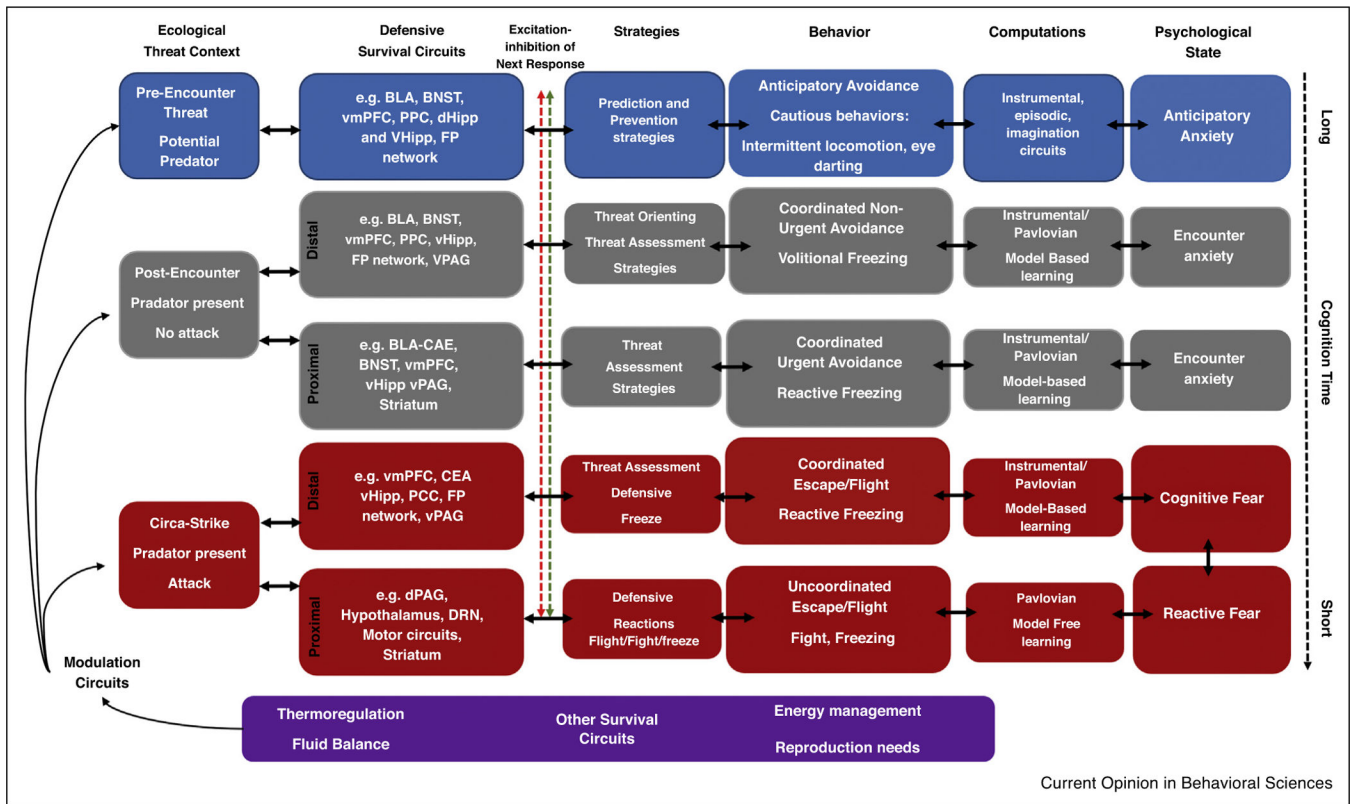 Ecological
Threat Context
Defensive
Survival Circuits
Excitation-
inhibition of
Next Response
Strategies
Behavior
Computations
Psychological
State
Pre-Encounter
Threat
Potential
Predator
e.g. BLA, BNST,
vmPFC, PPC, dHipp
and VHipp, FP
network
Prediction and
Prevention
strategies
Anticipatory Avoidance
Cautious behaviors:
Intermittent locomotion, eye
darting
Instrumental,
episodic,
imagination
circuits
Anticipatory
Anxiety
Long
Post-Encounter
Pradator present
No attack
Distal
e.g. BLA, BNST,
vmPFC, PPC, vHipp,
FP network, VPAG
Threat Orienting
Threat Assessment
Strategies
Coordinated Non-
Urgent Avoidance
Volitional Freezing
Instrumental/
Pavlovian
Model Based
learning
Encounter
anxiety
Cognition Time
Proximal
e.g. BLA-CAE,
BNST, vmPFC,
vHipp vPAG,
Striatum
Threat
Assessment
Strategies
Coordinated
Urgent Avoidance
Reactive Freezing
Instrumental/
Pavlovian
Model-based
learning
Encounter
anxiety
Circa-Strike
Pradator present
Attack
Distal
e.g. vmPFC, CEA
vHipp, PCC, FP
network, vPAG
Threat Assessment
Defensive
Freeze
Coordinated
Escape/Flight
Reactive Freezing
Instrumental/
Pavlovian
Model-Based
learning
Cognitive Fear
Proximal
e.g. dPAG,
Hypothalamus, DRN,
Motor circuits,
Striatum
Defensive
Reactions
Flight/Fight/freeze
Uncoordinated
Escape/Flight
Fight, Freezing
Pavlovian
Model Free
learning
Reactive Fear
Short
Modulation
Circuits
Thermoregulation
Fluid Balance
Other Survival
Circuits
Energy management
Reproduction needs
Current Opinion in Behavioral Sciences